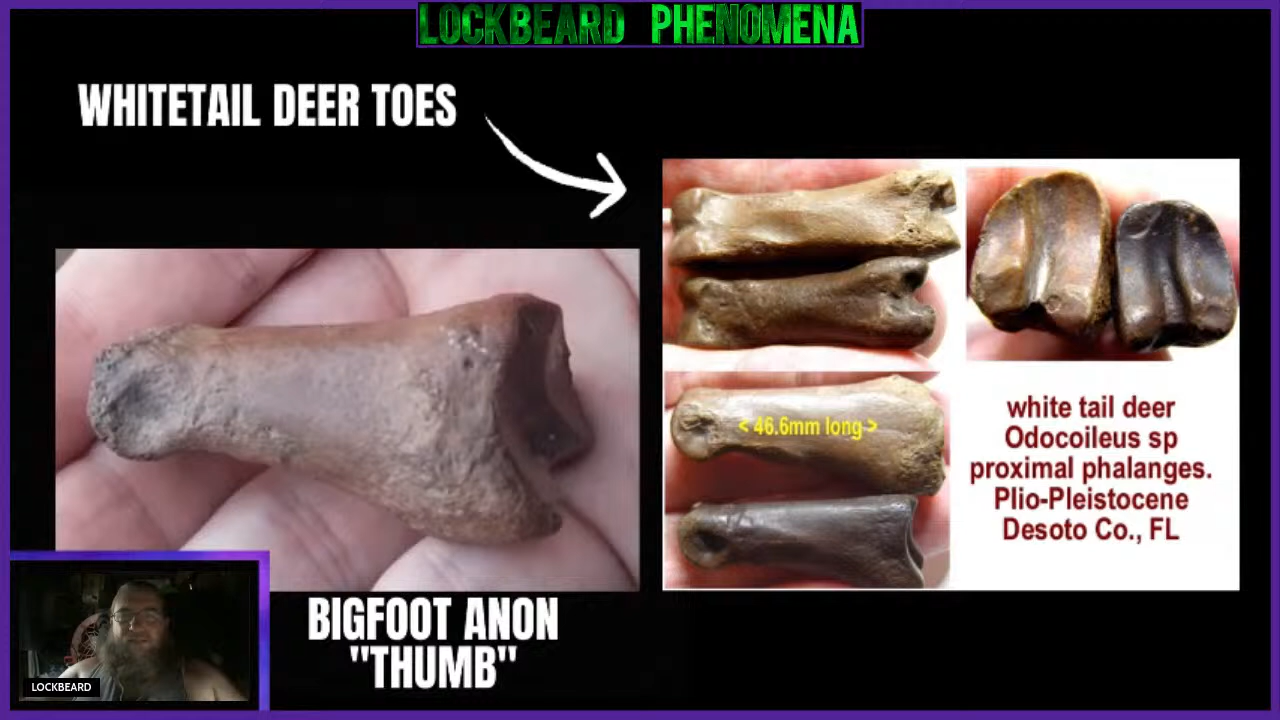 LOCKBEARD PHENOMENA
WHITETAIL DEER TOES
< 46.6mm long >
white tail deer
Odocoileus sp
proximal phalanges.
Plio-Pleistocene
Desoto Co., FL
BIGFOOT ANON
"THUMB"
LOCKBEARD